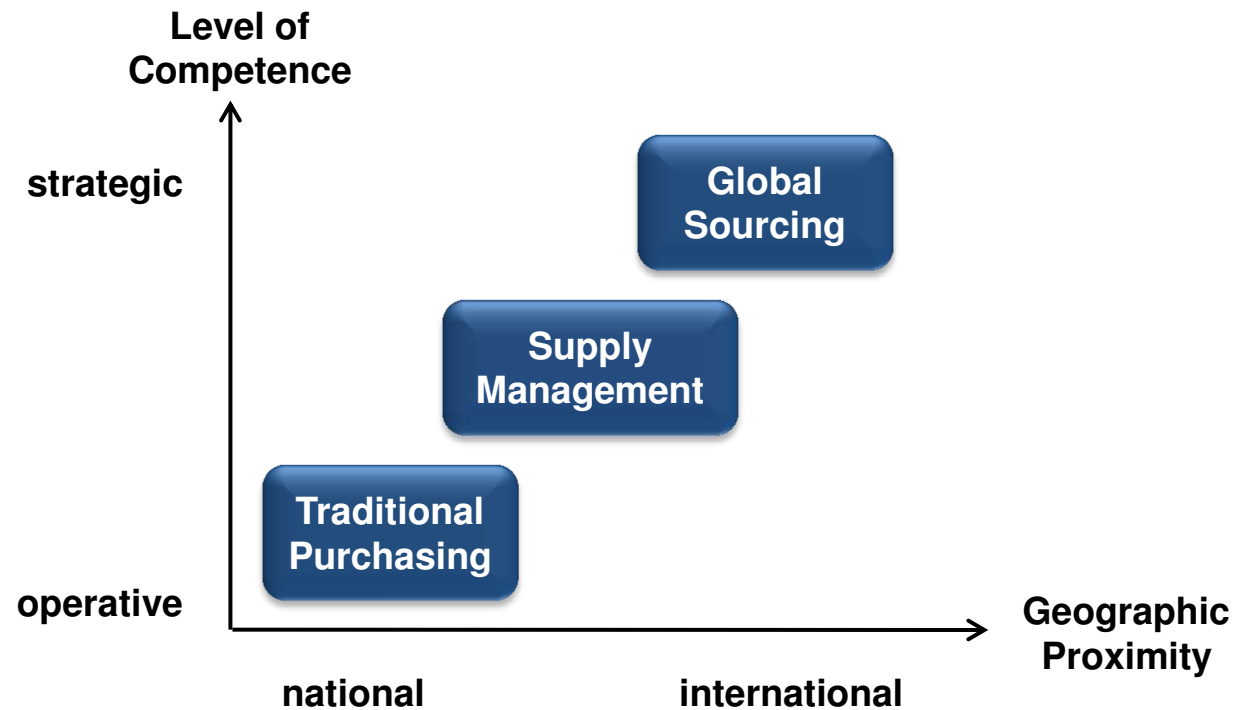 Level of
Competence
strategic
Global
Sourcing
Supply
Management
Traditional
Purchasing
operative
Geographic
Proximity
national
international